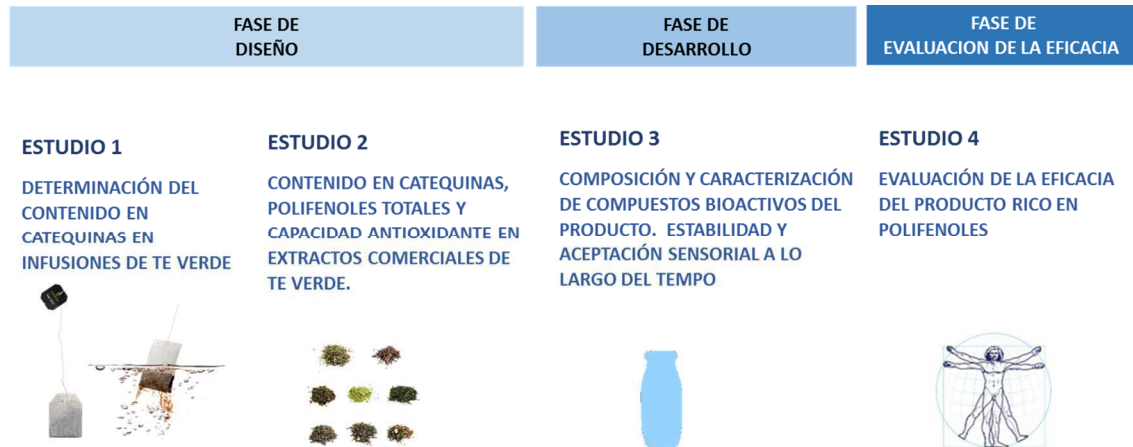 FASE DE
DISEÑO
FASE DE
DESARROLLO
FASE DE
EVALUACION DE LA EFICACIA
ESTUDIO 1
DETERMINACIÓN DEL
CONTENIDO EN
CATEQUINAS EN
INFUSIONES DE TE VERDE
ESTUDIO 2
CONTENIDO EN CATEQUINAS,
POLIFENOLES TOTALES Y
CAPACIDAD ANTIOXIDANTE EN
EXTRACTOS COMERCIALES DE
TE VERDE.
ESTUDIO 3
COMPOSICIÓN Y CARACTERIZACIÓN
DE COMPUESTOS BIOACTIVOS DEL
PRODUCTO. ESTABILIDAD Y
ACEPTACIÓN SENSORIAL A LO
LARGO DEL TEMPO
ESTUDIO 4
EVALUACIÓN DE LA EFICACIA
DEL PRODUCTO RICO EN
POLIFENOLES